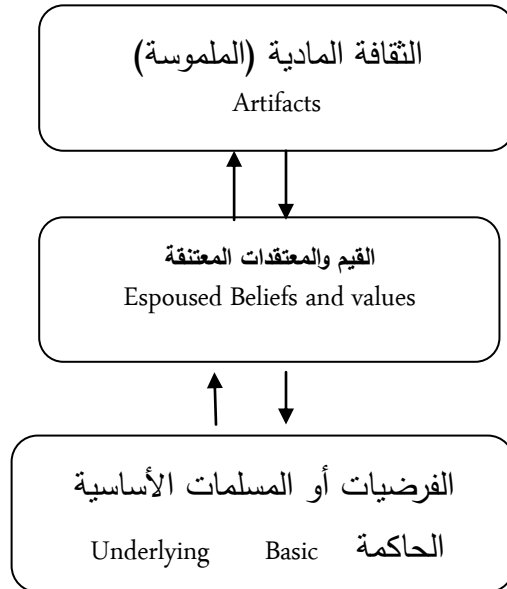 الثقافة المادية (الملموسة)
Artifacts
القيم والمعتقدات المعتنقة
Espoused Beliefs and values
الفرضيات أو المسلمات الأساسية
الحاكمة Underlying Basic